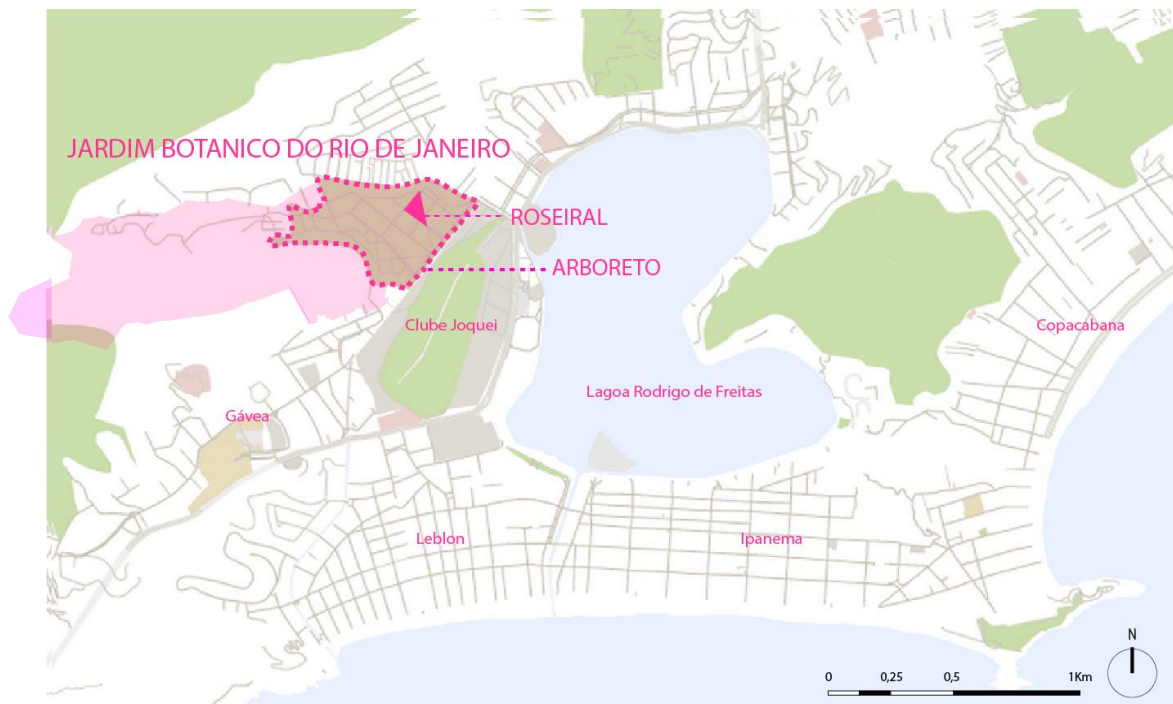 JARDIM BOTANICO DO RIO DE JANEIRO
ROSEIRAL
ARBORETO
Clube Joquei
Copacabana
Lagoa Rodrigo de Freitas
Gávea
Leblon
Ipanema
N
0 0,25 0,5 1Km